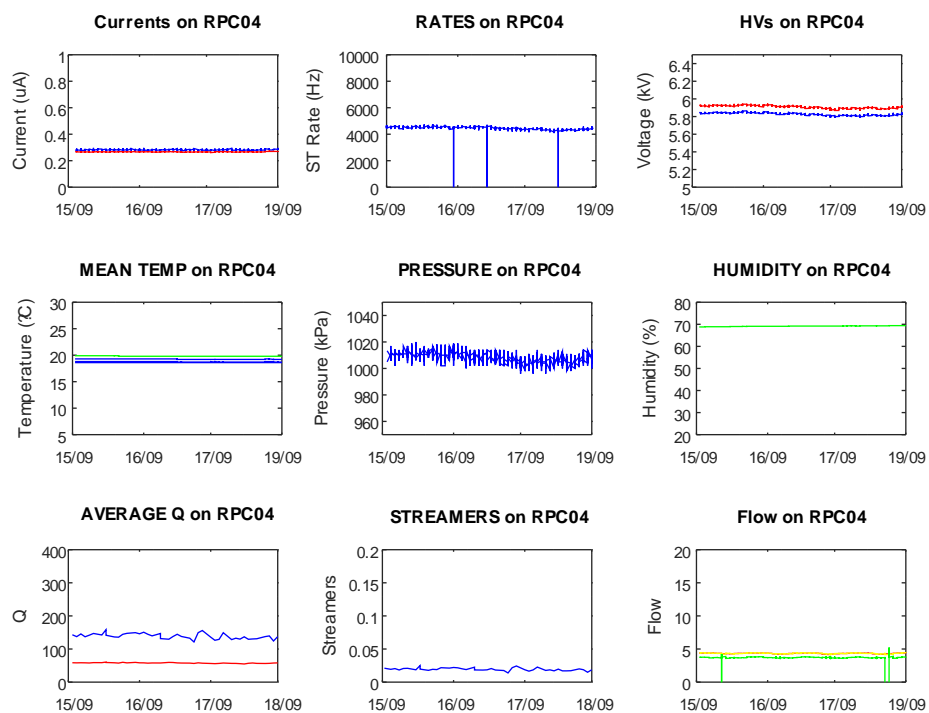 Currents on RPC04
RATES on RPC04
HVs on RPC04
Current (uA)
1
0.8
0.6
0.4
0.2
0
15/09 16/09 17/09 18/09
ST Rate (Hz)
10000
8000
6000
4000
2000
0
15/09 16/09 17/09 19/09
Voltage (kV)
6.4
6.2
6
5.8
5.6
5.4
5.2
5
15/09 16/09 17/09 19/09
MEAN TEMP on RPC04
PRESSURE on RPC04
HUMIDITY on RPC04
Temperature (?C)
30
25
20
15
10
5
15/09 16/09 17/09 18/09
Pressure (kPa)
1040
1020
1000
980
960
15/09 16/09 17/09 19/09
Humidity (%)
80
70
60
50
40
30
20
15/09 16/09 17/09 19/09
AVERAGE Q on RPC04
STREAMERS on RPC04
Flow on RPC04
Q
400
300
200
100
0
15/09 16/09 17/09 18/09
Streamers
0.2
0.15
0.1
0.05
0
15/09 16/09 17/09 18/09
Flow
20
15
10
5
0
15/09 16/09 17/09 19/09